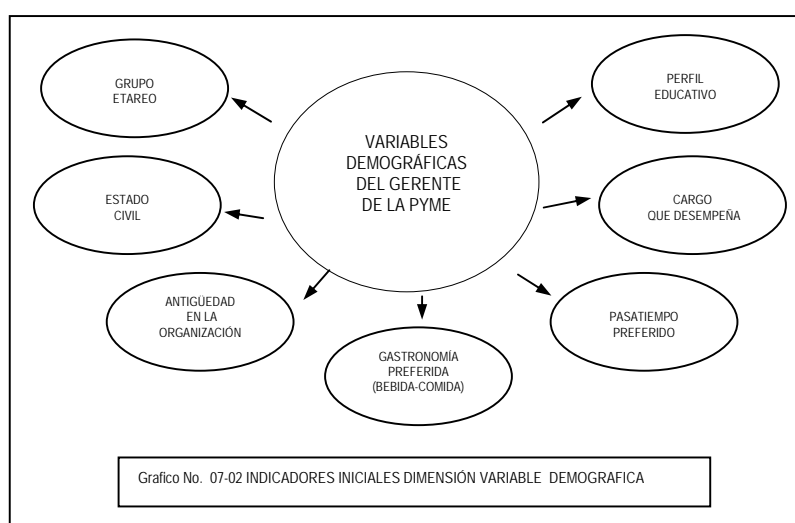 GRUPO
ETAREO
PERFIL
EDUCATIVO
VARIABLES
DEMOGRÁFICAS
DEL GERENTE
DE LA PYME
ESTADO
CIVIL
CARGO
QUE DESEMPEÑA
ANTIGÜEDAD
EN LA
ORGANIZACIÓN
PASATIEMPO
PREFERIDO
GASTRONOMÍA
PREFERIDA
(BEBIDA-COMIDA)
Grafico No. 07-02 INDICADORES INICIALES DIMENSIÓN VARIABLE DEMOGRAFICA